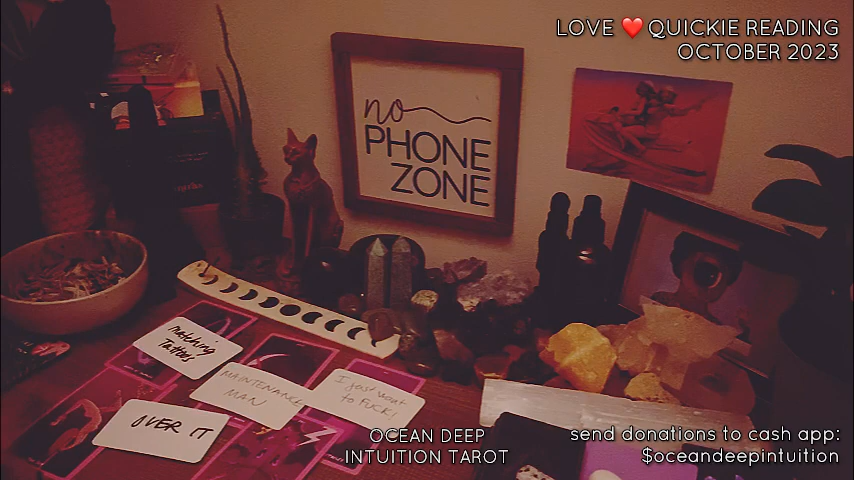 LOVE ❤️ QUICKIE READING
OCTOBER 2023
no
PHONE
ZONE
Matching
Tattoos
MAINTENANCE
MAN
I just want
to FUCK!
OVER IT
OCEAN DEEP
INTUITION TAROT
send donations to cash app:
$oceandeepintuition